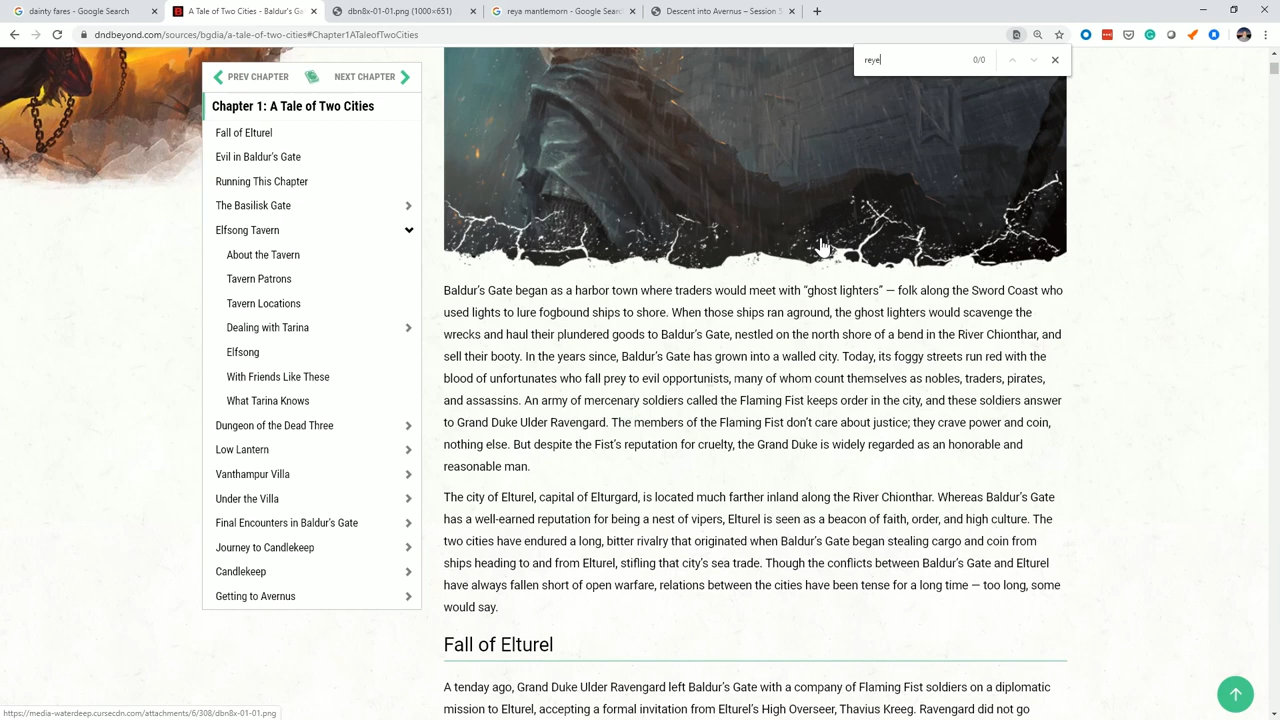 dainty fares - Google Search
A Tale of Two Cities - Baldur's Gat
dbn8x-01-01.png (1000×651)
reya mantlemorn - Google Search
Descent into Avernus – Session 5
dndbeyond.com/sources/bgdia/a-tale-of-two-cities#Chapter1ATaleofTwoCities
reye
0/0
PREV CHAPTER
NEXT CHAPTER
Chapter 1: A Tale of Two Cities
Fall of Elturel
Evil in Baldur's Gate
Running This Chapter
The Basilisk Gate
Elfsong Tavern
About the Tavern
Tavern Patrons
Tavern Locations
Dealing with Tarina
Elfsong
With Friends Like These
What Tarina Knows
Dungeon of the Dead Three
Low Lantern
Vanthampur Villa
Under the Villa
Final Encounters in Baldur's Gate
Journey to Candlekeep
Candlekeep
Getting to Avernus
Baldur's Gate began as a harbor town where traders would meet with “ghost lighters” — folk along the Sword Coast who
used lights to lure fogbound ships to shore. When those ships ran aground, the ghost lighters would scavenge the
wrecks and haul their plundered goods to Baldur's Gate, nestled on the north shore of a bend in the River Chionthar, and
sell their booty. In the years since, Baldur's Gate has grown into a walled city. Today, its foggy streets run red with the
blood of unfortunates who fall prey to evil opportunists, many of whom count themselves as nobles, traders, pirates,
and assassins. An army of mercenary soldiers called the Flaming Fist keeps order in the city, and these soldiers answer
to Grand Duke Ulder Ravengard. The members of the Flaming Fist don't care about justice; they crave power and coin,
nothing else. But despite the Fist's reputation for cruelty, the Grand Duke is widely regarded as an honorable and
reasonable man.
The city of Elturel, capital of Elturgard, is located much farther inland along the River Chionthar. Whereas Baldur's Gate
has a well-earned reputation for being a nest of vipers, Elturel is seen as a beacon of faith, order, and high culture. The
two cities have endured a long, bitter rivalry that originated when Baldur's Gate began stealing cargo and coin from
ships heading to and from Elturel, stifling that city's sea trade. Though the conflicts between Baldur's Gate and Elturel
have always fallen short of open warfare, relations between the cities have been tense for a long time — too long, some
would say.
Fall of Elturel
A tenday ago, Grand Duke Ulder Ravengard left Baldur's Gate with a company of Flaming Fist soldiers on a diplomatic
mission to Elturel, accepting a formal invitation from Elturel's High Overseer, Thavius Kreeg. Ravengard did not go
https://media-waterdeep.cursecdn.com/attachments/6/308/dbn8x-01-01.png